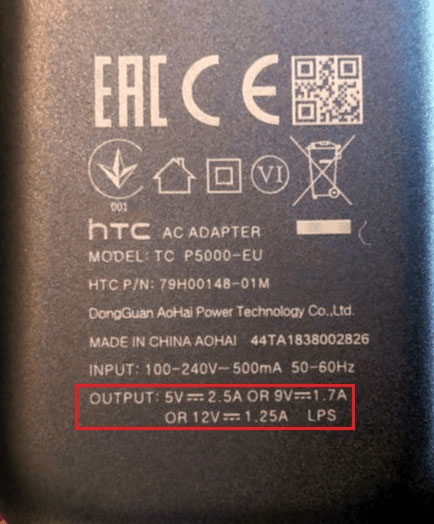 EAC CE
VI
001
hTC AC ADAPTER
MODEL: TC P5000-EU
HTC P/N: 79H00148-01M
DongGuan AoHai Power Technology Co.,Ltd.
MADE IN CHINA AOHAI 44TA1838002826
INPUT: 100-240V~500mA 50-60Hz
OUTPUT: 5V⎓2.5A OR 9V⎓1.7A
OR 12V⎓1.25A LPS